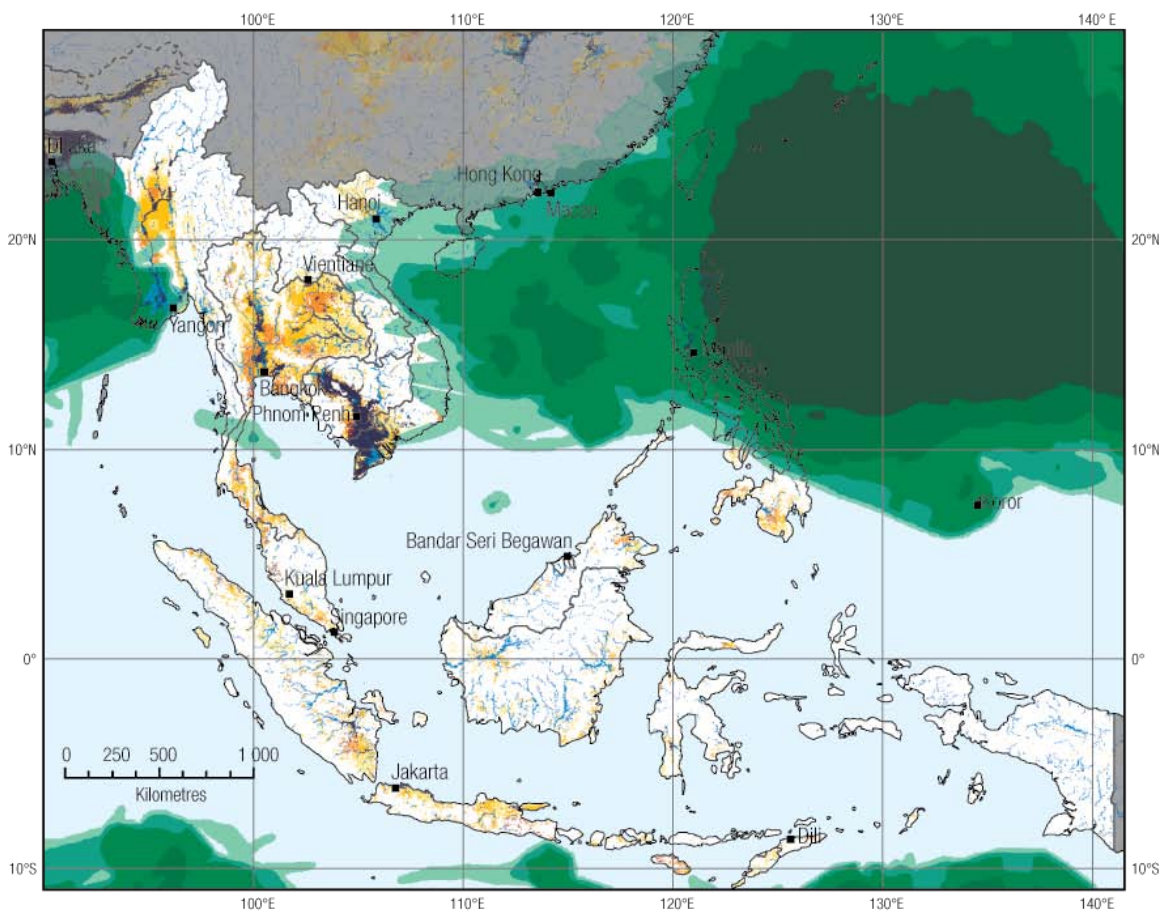 100°E 110°E 120°E 130°E 140°E
Dhaka
Hong Kong
Macau
Hanoi
20°N 20°N
Vientiane
Yangon
Bangkok
Phnom Penh
10°N 10°N
Koror
Bandar Seri Begawan
Kuala Lumpur
Singapore
0° 0°
0 250 500 1 000
Kilometres
Jakarta
Dili
10°S 10°S
100°E 110°E 120°E 130°E 140°E